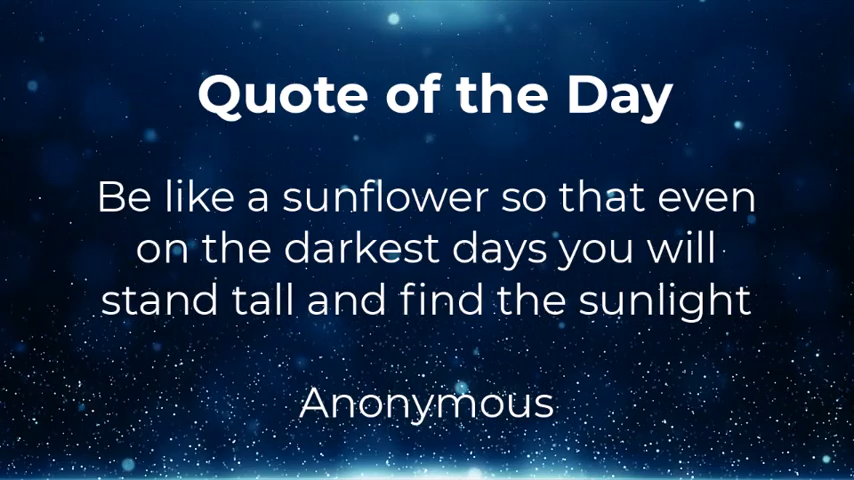 Quote of the Day
Be like a sunflower so that even
on the darkest days you will
stand tall and find the sunlight
Anonymous